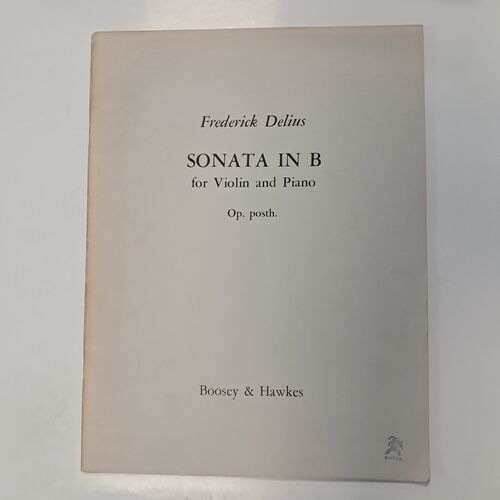 Frederick Delius
SONATA IN B
for Violin and Piano
Op. posth.
Boosey & Hawkes